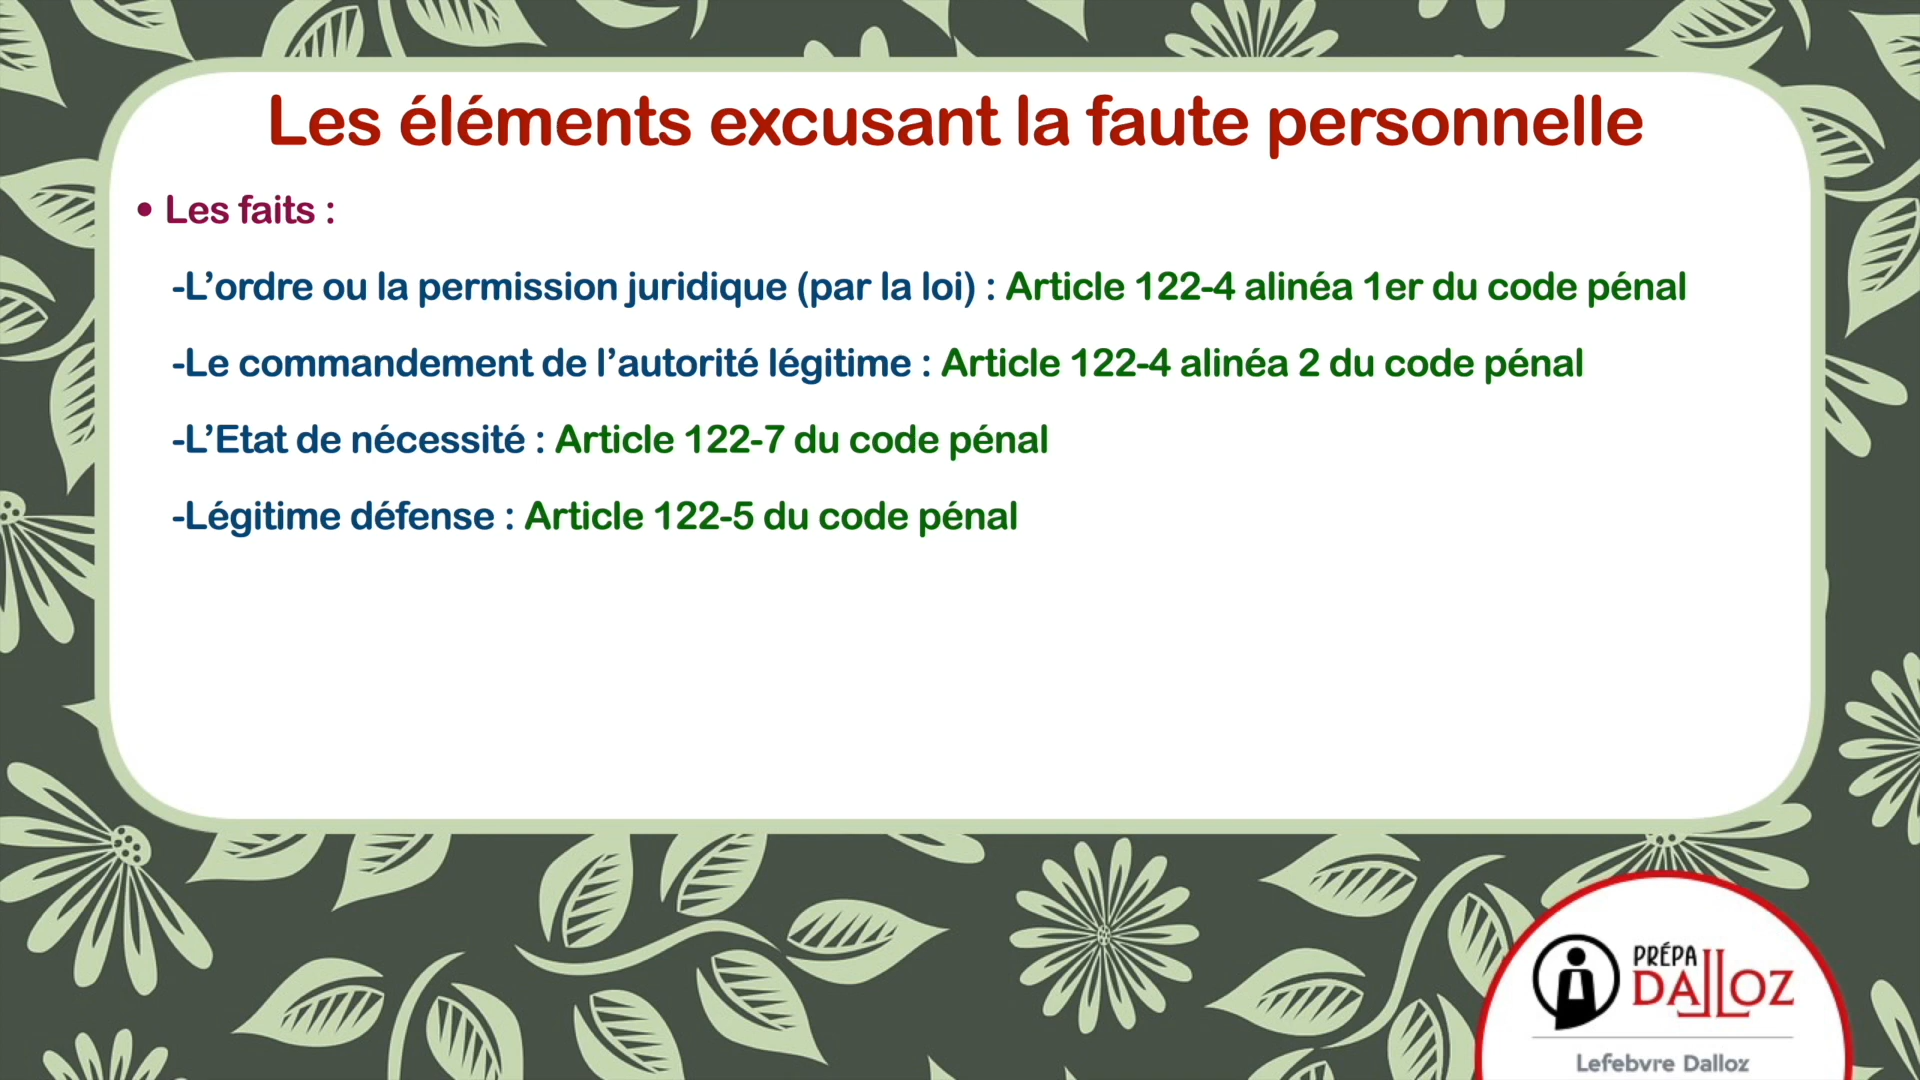 Les éléments excusant la faute personnelle
• Les faits :
-L’ordre ou la permission juridique (par la loi) : Article 122-4 alinéa 1er du code pénal
-Le commandement de l’autorité légitime : Article 122-4 alinéa 2 du code pénal
-L’Etat de nécessité : Article 122-7 du code pénal
-Légitime défense : Article 122-5 du code pénal
PRÉPA
DALLOZ
Lefebvre Dalloz